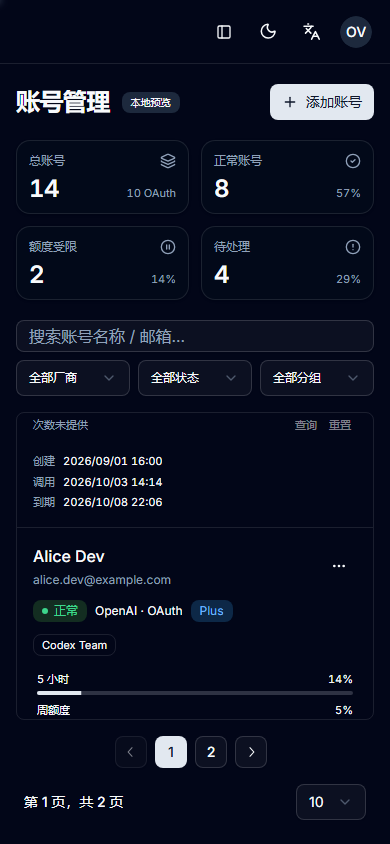 OV
账号管理 本地预览 添加账号
总账号
14 10 OAuth
正常账号
8 57%
额度受限
2 14%
待处理
4 29%
搜索账号名称 / 邮箱...
全部厂商 全部状态 全部分组
次数未提供 查询 重置
创建 2026/09/01 16:00
调用 2026/10/03 14:14
到期 2026/10/08 22:06
Alice Dev
alice.dev@example.com
正常 OpenAI · OAuth Plus
Codex Team
5 小时 14%
周额度 5%
1 2
第 1 页，共 2 页 10